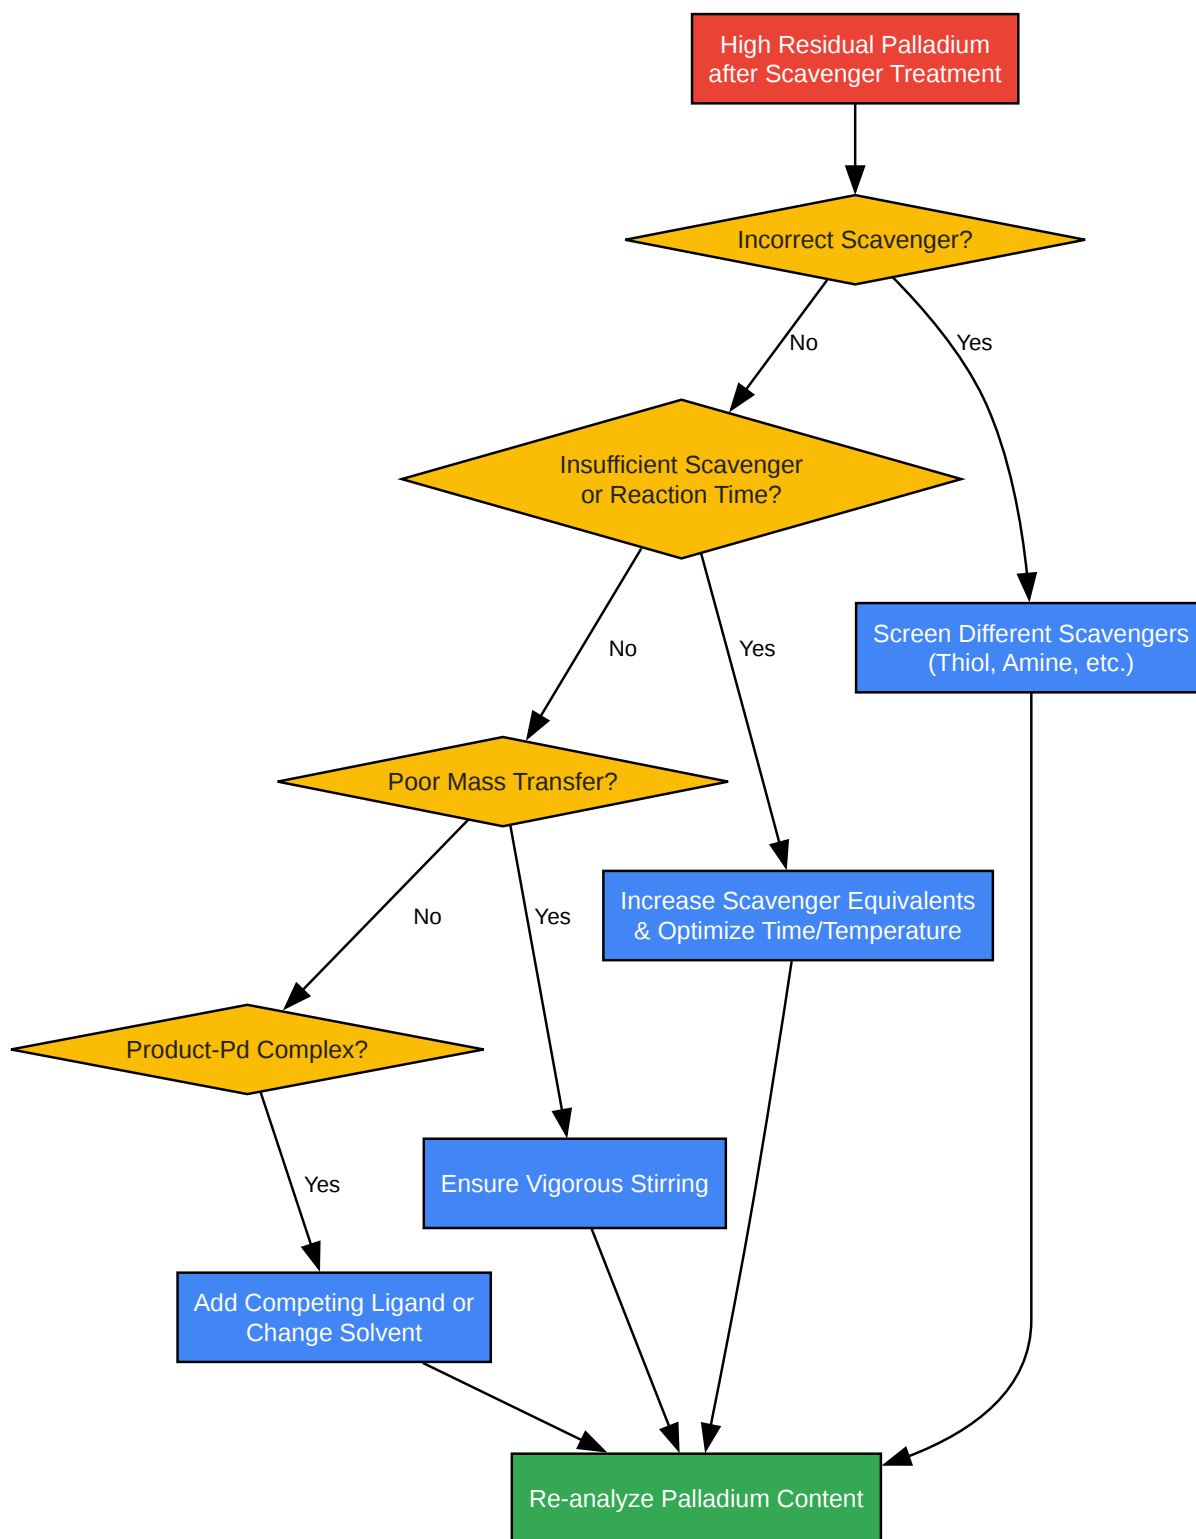 High Residual Palladium
after Scavenger Treatment
Incorrect Scavenger?
No
Yes
Insufficient Scavenger
or Reaction Time?
Screen Different Scavengers
(Thiol, Amine, etc.)
No
Yes
Poor Mass Transfer?
Increase Scavenger Equivalents
& Optimize Time/Temperature
No
Yes
Product-Pd Complex?
Yes
Ensure Vigorous Stirring
Add Competing Ligand or
Change Solvent
Re-analyze Palladium Content